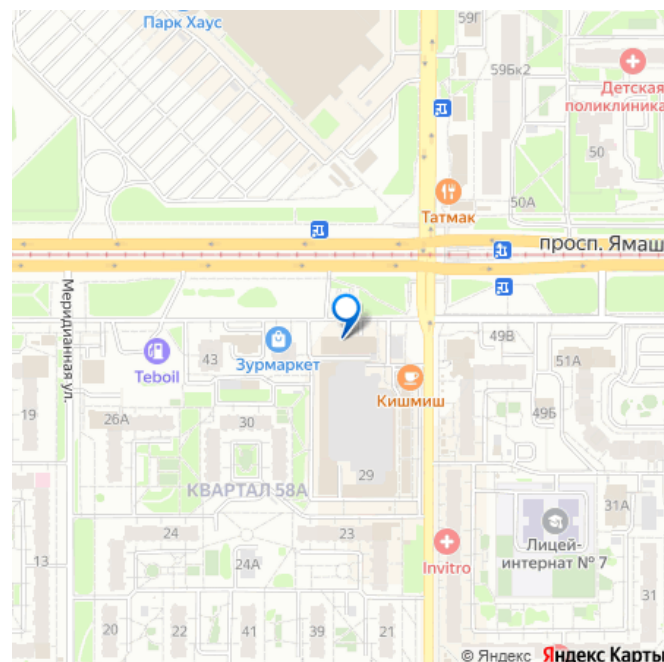 Парк Хаус
59Г
59Бк2
Детская
поликлиника
50
50А
Татмак
просп. Ямаш
Меридианная ул.
Teboil
43
Зурмаркет
49В
51А
Кишмиш
19
26А
30
49Б
КВАРТАЛ 58А
29
31А
24
23
Лицей-
интернат № 7
13
24А
Invitro
31
20
22
41
39
21
© Яндекс Яндекс Карты